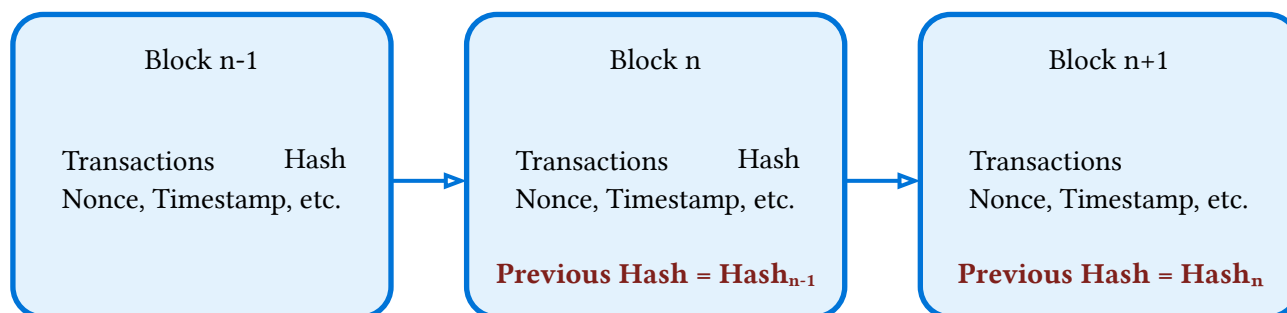 Block n-1
Transactions Hash
Nonce, Timestamp, etc.
Block n
Transactions Hash
Nonce, Timestamp, etc.
Previous Hash = Hashn-1
Block n+1
Transactions
Nonce, Timestamp, etc.
Previous Hash = Hashn